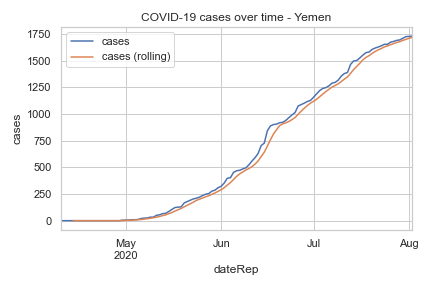 COVID-19 cases over time - Yemen
cases
cases (rolling)
1750
1500
1250
1000
750
500
250
0
cases
May
2020
Jun
Jul
Aug
dateRep